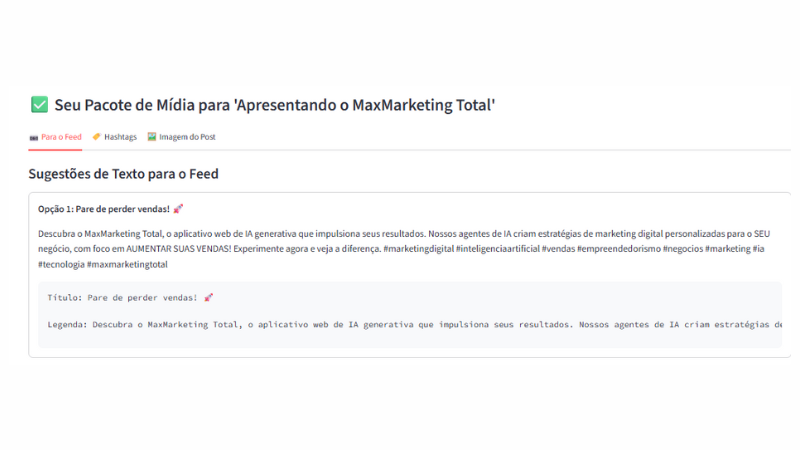 ✅ Seu Pacote de Mídia para 'Apresentando o MaxMarketing Total'
📷 Para o Feed 🏷️ Hashtags 🖼️ Imagem do Post
Sugestões de Texto para o Feed
Opção 1: Pare de perder vendas! 🚀
Descubra o MaxMarketing Total, o aplicativo web de IA generativa que impulsiona seus resultados. Nossos agentes de IA criam estratégias de marketing digital personalizadas para o SEU
negócio, com foco em AUMENTAR SUAS VENDAS! Experimente agora e veja a diferença. #marketingdigital #inteligenciaartificial #vendas #empreendedorismo #negocios #marketing #ia
#tecnologia #maxmarketingtotal
Título: Pare de perder vendas! 🚀
Legenda: Descubra o MaxMarketing Total, o aplicativo web de IA generativa que impulsiona seus resultados. Nossos agentes de IA criam estratégias de